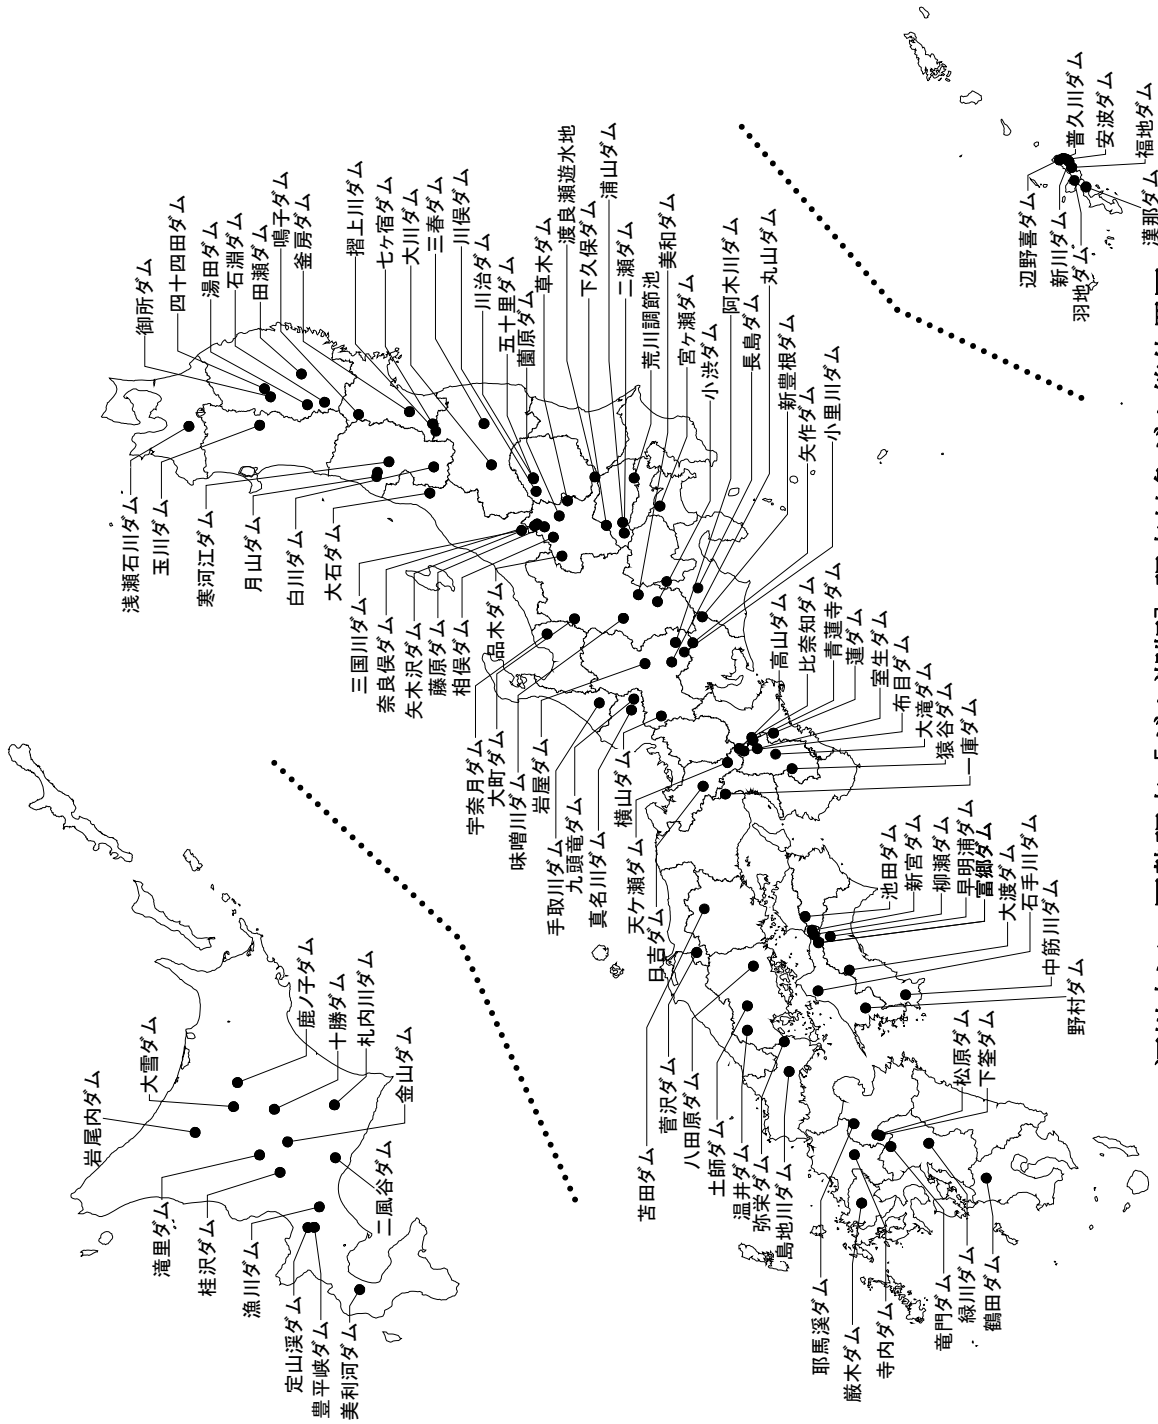 岩尾内ダム
大雪ダム
鹿ノ子ダム
十勝ダム
札内川ダム
金山ダム
二風谷ダム
滝里ダム
桂沢ダム
漁川ダム
定山渓ダム
豊平峡ダム
美利河ダム
御所ダム
四十四田ダム
湯田ダム
石淵ダム
田瀬ダム
鳴子ダム
釜房ダム
摺上川ダム
七ヶ宿ダム
大川ダム
三春ダム
川俣ダム
川治ダム
五十里ダム
薗原ダム
草木ダム
渡良瀬遊水地
下久保ダム
浦山ダム
二瀬ダム
荒川調節池
美和ダム
宮ヶ瀬ダム
小渋ダム
阿木川ダム
長島ダム
丸山ダム
新豊根ダム
矢作ダム
小里川ダム
浅瀬石川ダム
玉川ダム
寒河江ダム
月山ダム
白川ダム
大石ダム
三国川ダム
奈良俣ダム
矢木沢ダム
藤原ダム
相俣ダム
品木ダム
宇奈月ダム
大町ダム
味噌川ダム
岩屋ダム
手取川ダム
九頭竜ダム
真名川ダム
横山ダム
天ケ瀬ダム
日吉ダム
高山ダム
比奈知ダム
青蓮寺ダム
蓮ダム
室生ダム
布目ダム
大滝ダム
猿谷ダム
一庫ダム
池田ダム
新宮ダム
柳瀬ダム
早明浦ダム
富郷ダム
大渡ダム
石手川ダム
中筋川ダム
野村ダム
苫田ダム
菅沢ダム
八田原ダム
土師ダム
温井ダム
弥栄ダム
島地川ダム
松原ダム
下筌ダム
耶馬溪ダム
厳木ダム
寺内ダム
竜門ダム
緑川ダム
鶴田ダム
辺野喜ダム
新川ダム
羽地ダム
普久川ダム
安波ダム
福地ダム
漢那ダム